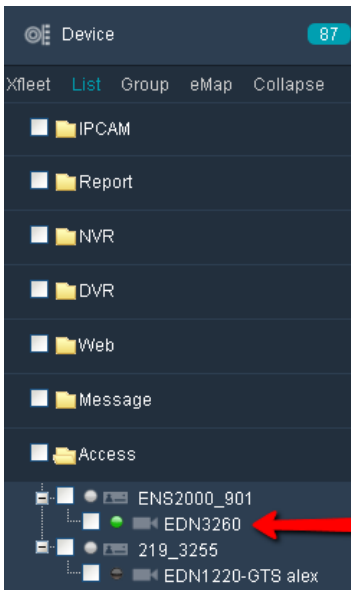 Device 87
Xfleet List Group eMap Collapse
IPCAM
Report
NVR
DVR
Web
Message
Access
ENS2000_901
EDN3260
219_3255
EDN1220-GTS alex